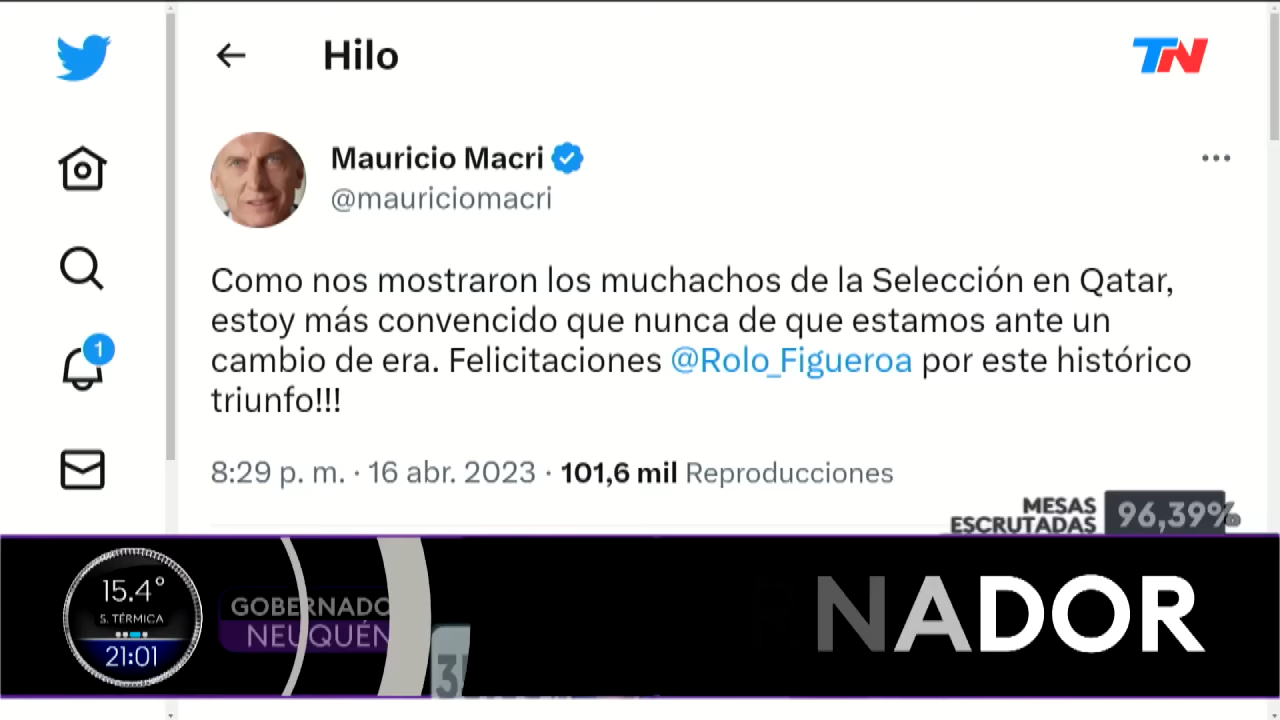 Hilo
TN
Mauricio Macri
@mauriciomacri
Como nos mostraron los muchachos de la Selección en Qatar,
estoy más convencido que nunca de que estamos ante un
cambio de era. Felicitaciones @Rolo_Figueroa por este histórico
triunfo!!!
8:29 p. m. · 16 abr. 2023 · 101,6 mil Reproducciones
1
MESAS
ESCRUTADAS 96,39%
15.4°
S. TÉRMICA
21:01
GOBERNADO
NEUQUÉN
NADOR